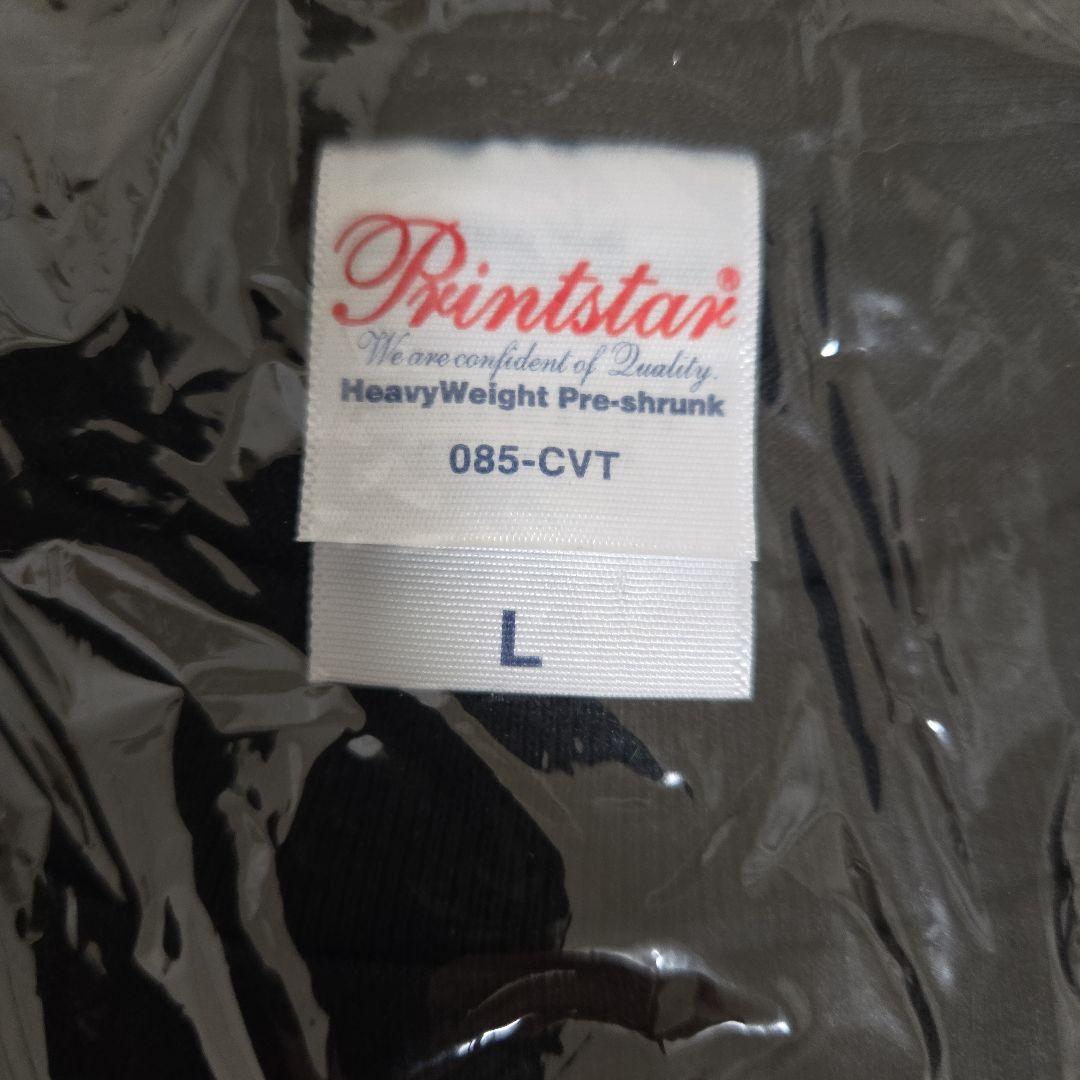 Printstar®
We are confident of Quality.
HeavyWeight Pre-shrunk
085-CVT
L